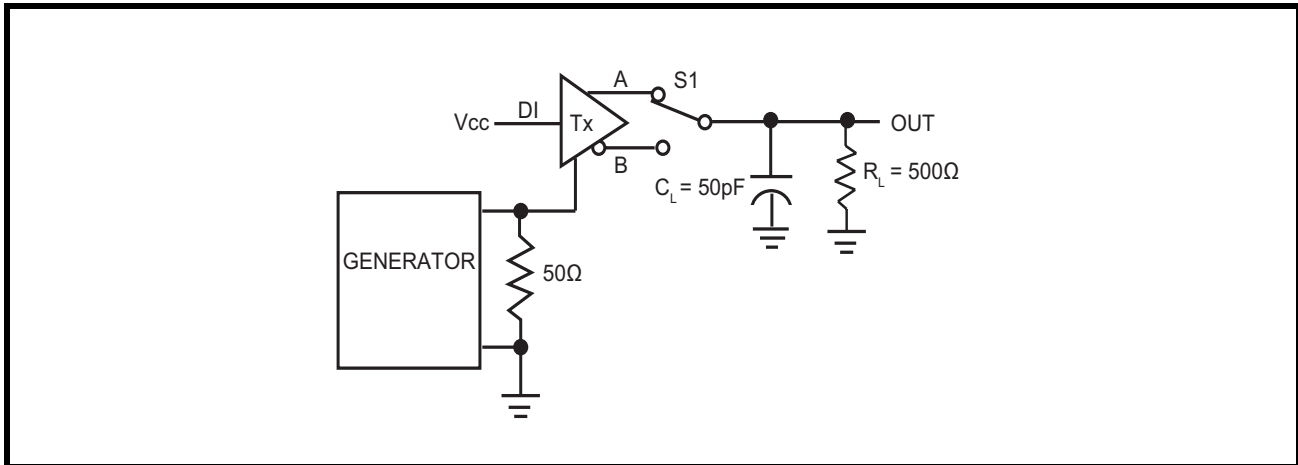 A
S1
DI
Vcc
Tx
OUT
B
C_L = 50pF
R_L = 500Ω
GENERATOR
50Ω